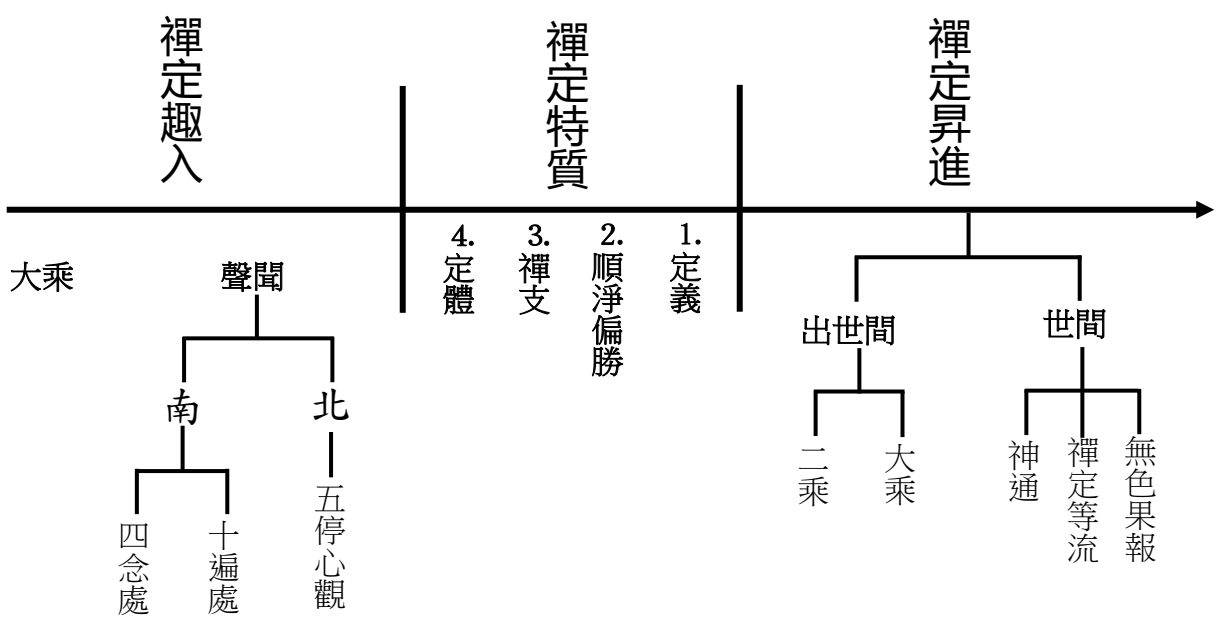 禪定趣入
禪定特質
禪定昇進
大乘
聲聞
南
北
四念處
十遍處
五停心觀
1.定義
2.順淨偏勝
3.禪支
4.定體
出世間
世間
二乘
大乘
神通
禪定等流
無色果報